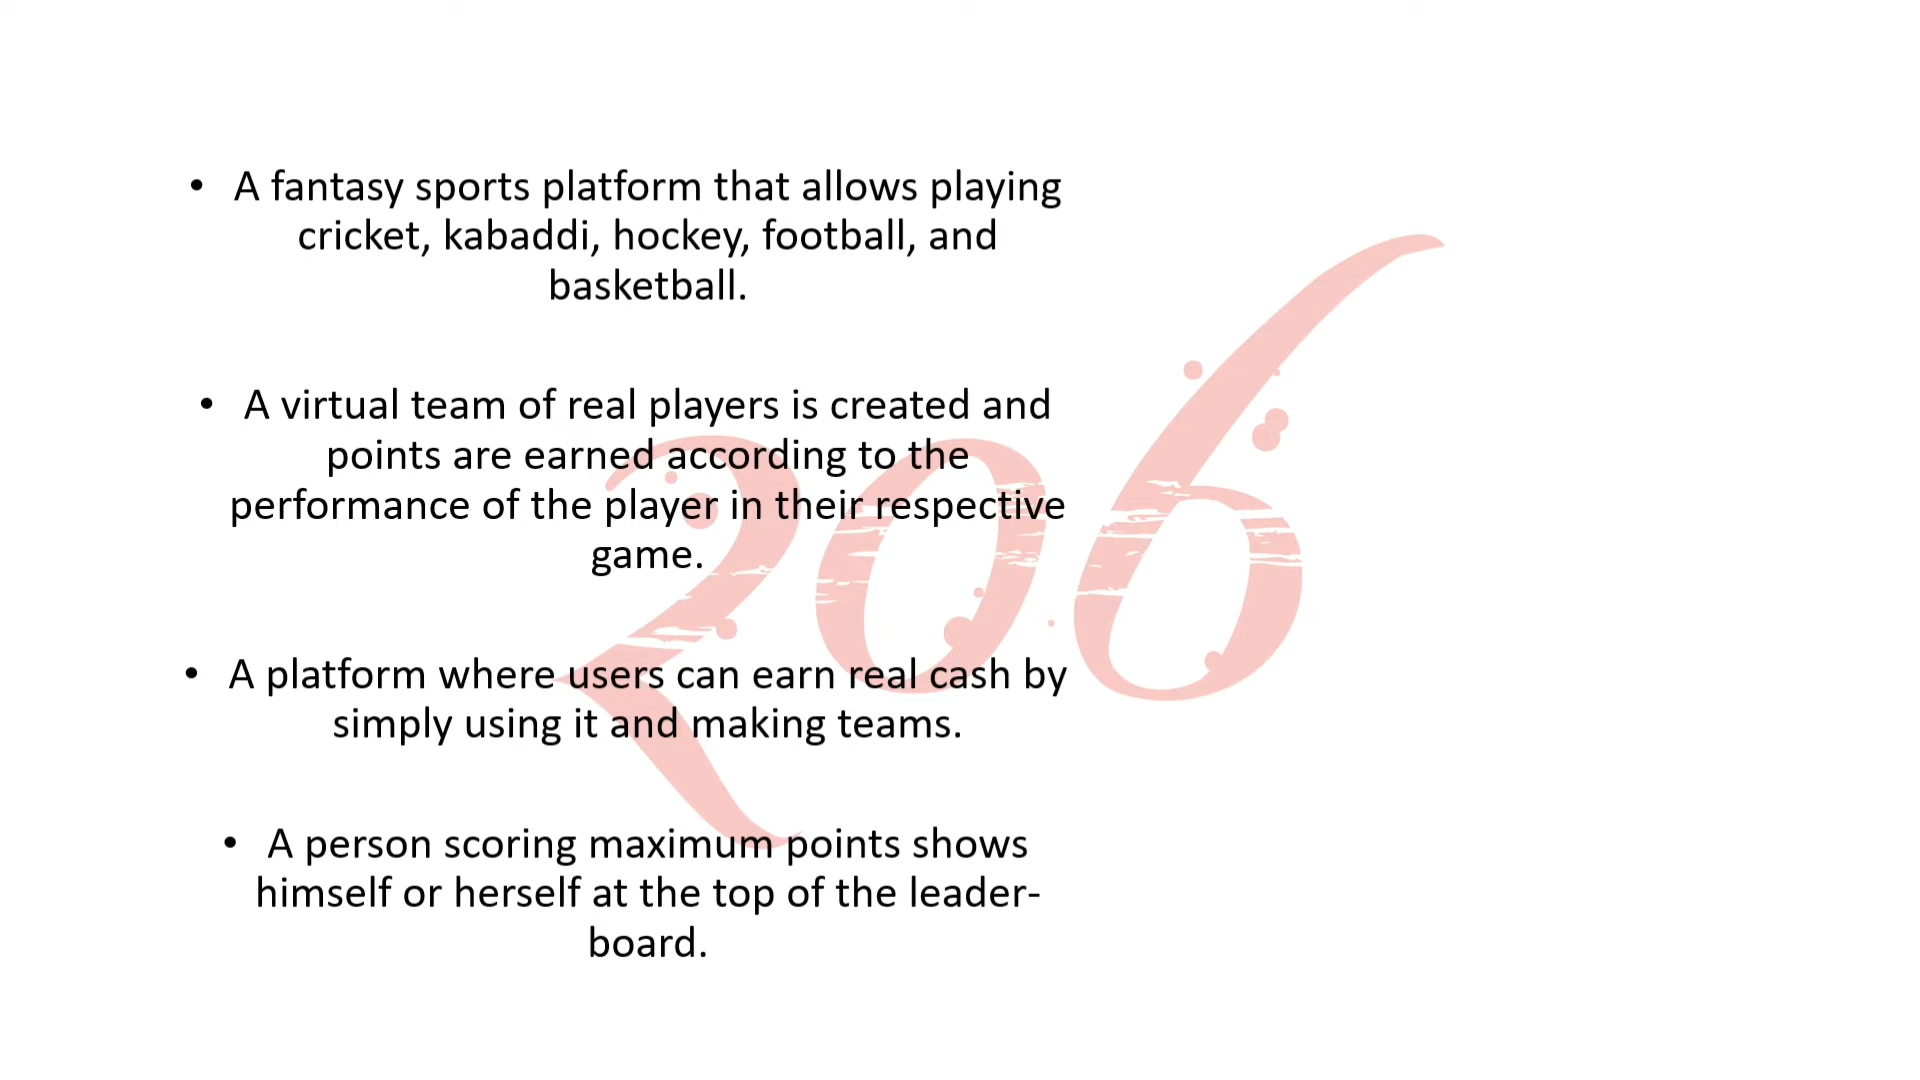 • A fantasy sports platform that allows playing
cricket, kabaddi, hockey, football, and
basketball.
• A virtual team of real players is created and
points are earned according to the
performance of the player in their respective
game.
• A platform where users can earn real cash by
simply using it and making teams.
• A person scoring maximum points shows
himself or herself at the top of the leader-
board.
206